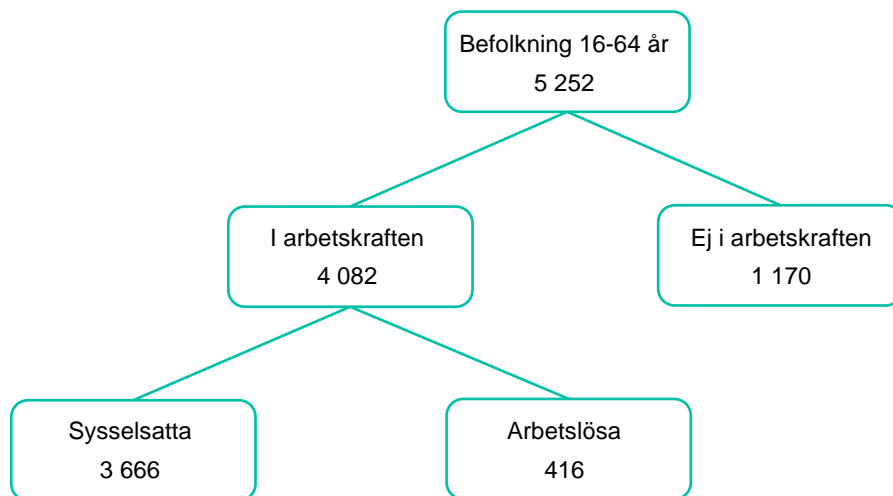 Befolkning 16-64 år
5 252
I arbetskraften
4 082
Ej i arbetskraften
1 170
Sysselsatta
3 666
Arbetslösa
416